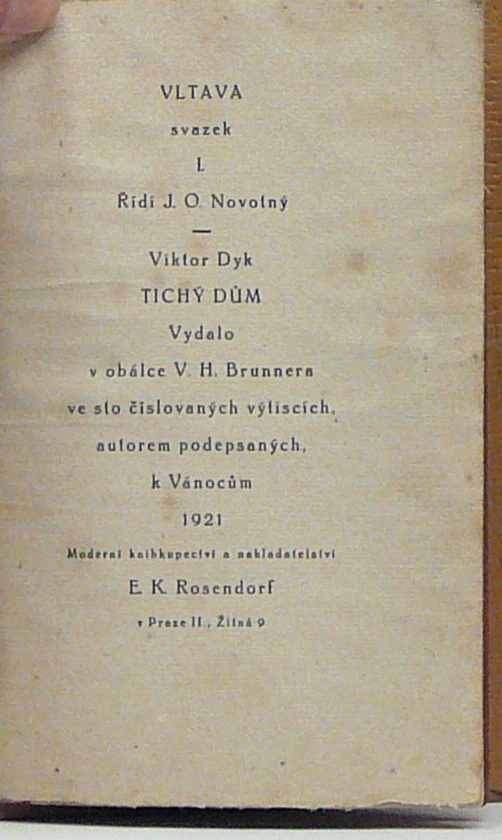 VLTAVA
svazek
I.
Řídí J. O. Novotný
—
Viktor Dyk
TICHÝ DŮM
Vydalo
v obálce V. H. Brunnera
ve sto číslovaných výtiscích,
autorem podepsaných,
k Vánocům
1921
Moderní knihkupectví a nakladatelství
E. K. Rosendorf
v Praze II., Žitná 9